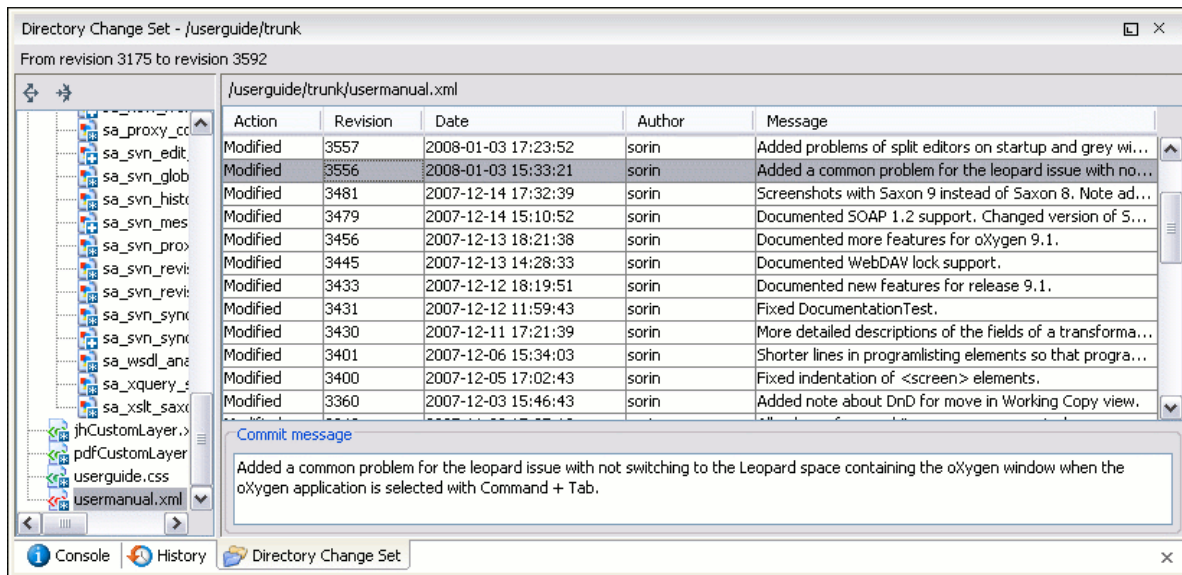 Directory Change Set - /userguide/trunk
From revision 3175 to revision 3592
/userguide/trunk/usermanual.xml
Action Revision Date Author Message
Modified 3557 2008-01-03 17:23:52 sorin Added problems of split editors on startup and grey wi...
Modified 3556 2008-01-03 15:33:21 sorin Added a common problem for the leopard issue with no...
Modified 3481 2007-12-14 17:32:39 sorin Screenshots with Saxon 9 instead of Saxon 8. Note ad...
Modified 3479 2007-12-14 15:10:52 sorin Documented SOAP 1.2 support. Changed version of S...
Modified 3456 2007-12-13 18:21:38 sorin Documented more features for oXygen 9.1.
Modified 3445 2007-12-13 14:28:33 sorin Documented WebDAV lock support.
Modified 3433 2007-12-12 18:19:51 sorin Documented new features for release 9.1.
Modified 3431 2007-12-12 11:59:43 sorin Fixed DocumentationTest.
Modified 3430 2007-12-11 17:21:39 sorin More detailed descriptions of the fields of a transforma...
Modified 3401 2007-12-06 15:34:03 sorin Shorter lines in programlisting elements so that progra...
Modified 3400 2007-12-05 17:02:43 sorin Fixed indentation of <screen> elements.
Modified 3360 2007-12-03 15:46:43 sorin Added note about DnD for move in Working Copy view.
sa_proxy_co
sa_svn_edit_
sa_svn_glob
sa_svn_histo
sa_svn_mes
sa_svn_prox
sa_svn_revi
sa_svn_revi
sa_svn_sync
sa_svn_sync
sa_wsdl_ana
sa_xquery_s
sa_xslt_saxo
jhCustomLayer.x
pdfCustomLayer
userguide.css
usermanual.xml
Commit message
Added a common problem for the leopard issue with not switching to the Leopard space containing the oXygen window when the
oXygen application is selected with Command + Tab.
Console History Directory Change Set